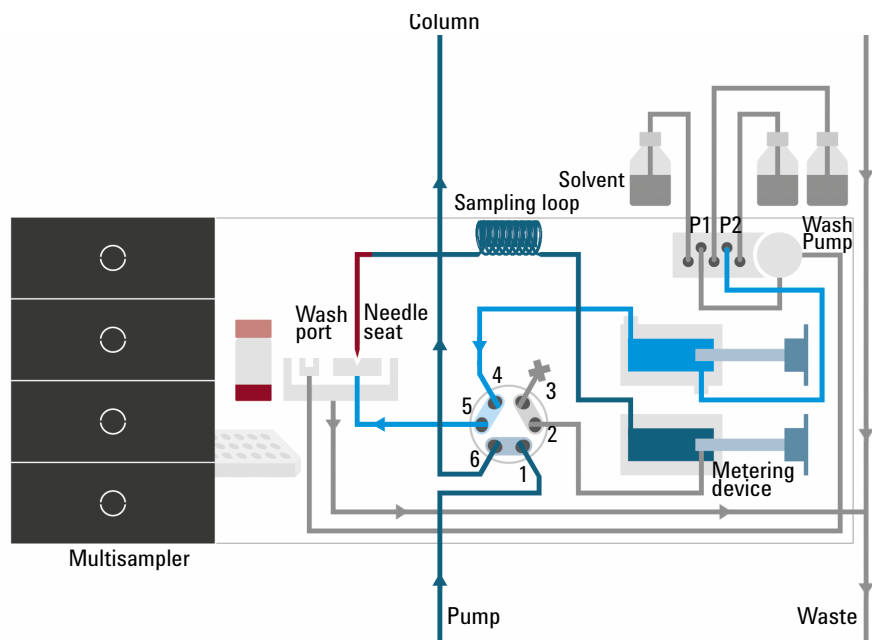 Column
Solvent
Sampling loop
P1
P2
Wash
Pump
Wash
port
Needle
seat
4
3
5
2
6
1
Metering
device
Multisampler
Pump
Waste